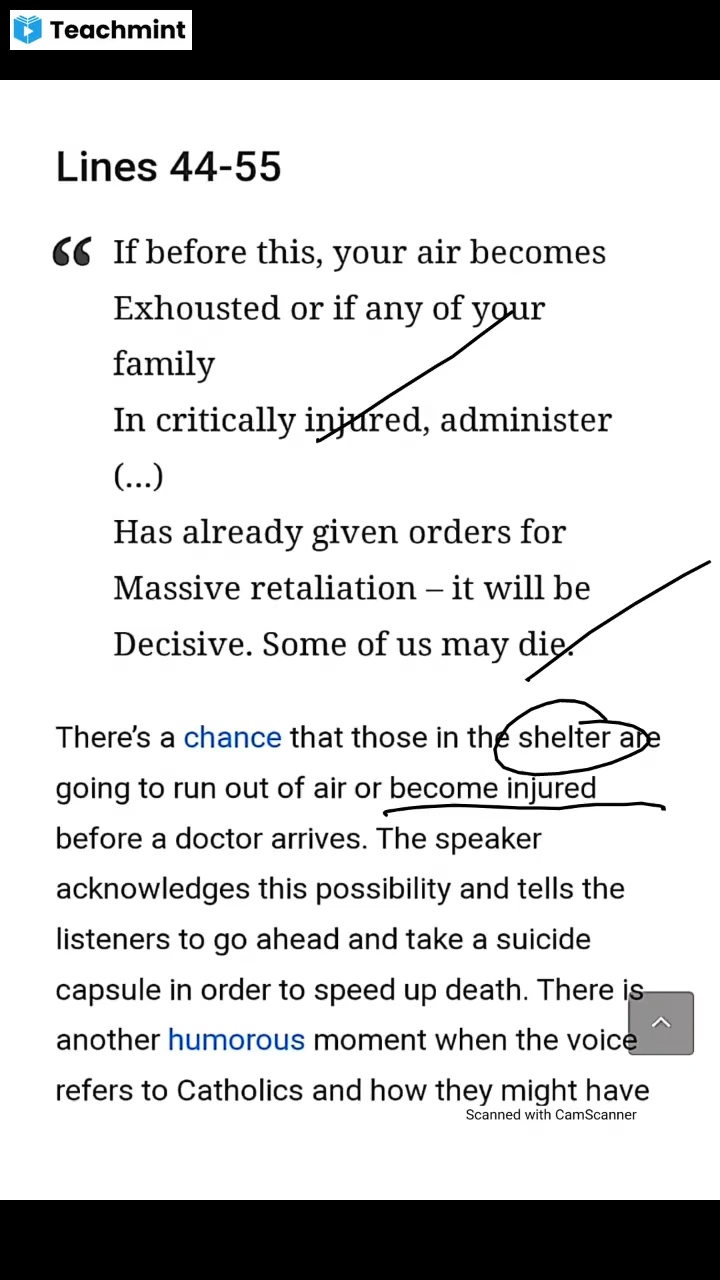 Teachmint
Lines 44-55
“ If before this, your air becomes
Exhousted or if any of your
family
In critically injured, administer
(...)
Has already given orders for
Massive retaliation – it will be
Decisive. Some of us may die.
There's a chance that those in the shelter are
going to run out of air or become injured
before a doctor arrives. The speaker
acknowledges this possibility and tells the
listeners to go ahead and take a suicide
capsule in order to speed up death. There is
another humorous moment when the voice
refers to Catholics and how they might have
Scanned with CamScanner